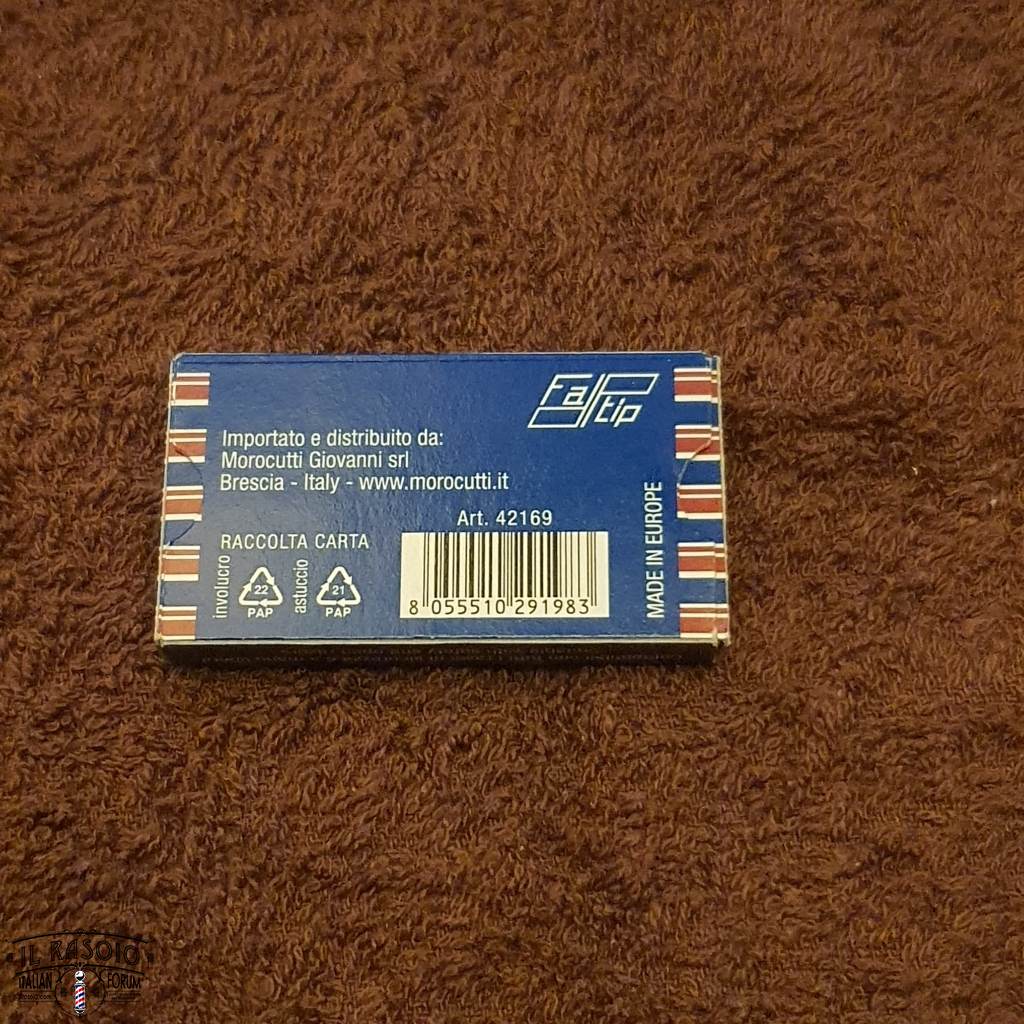 Fa tip
Importato e distribuito da:
Morocutti Giovanni srl
Brescia - Italy - www.morocutti.it
Art. 42169
RACCOLTA CARTA
involucro
22
PAP
astuccio
21
PAP
8 055510 291983
MADE IN EUROPE
IL RASOIO
ITALIAN FORUM